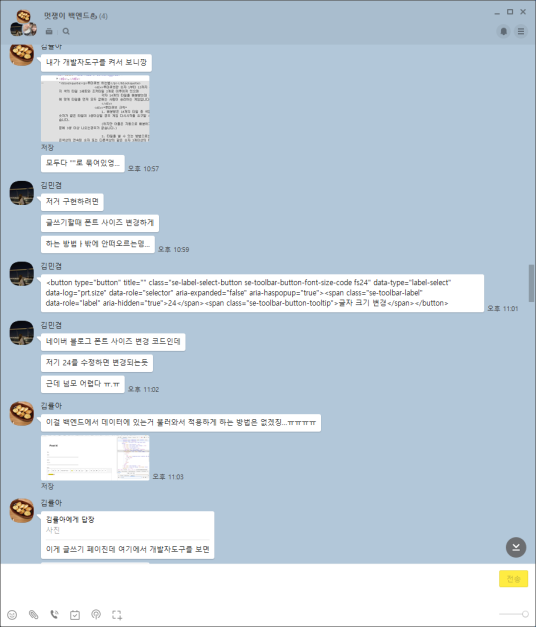 멋쟁이 백엔드 (4)
김률아
내가 개발자도구를 켜서 보니깡
저장
모두다 ""로 묶여있엉...
오후 10:57
김민겸
저거 구현하려면
글쓰기할때 폰트 사이즈 변경하게
하는 방법ㅏ밖에 안떠오르는뎅...
오후 10:59
김민겸
<button type="button" title="" class="se-label-select-button se-toolbar-button-font-size-code fs24" data-type="label-select"
data-log="prt.size" data-role="selector" aria-expanded="false" aria-haspopup="true"><span class="se-toolbar-label"
data-role="label" aria-hidden="true">24</span><span class="se-toolbar-button-tooltip">글자 크기 변경</span></button>
오후 11:01
김민겸
네이버 블로그 폰트 사이즈 변경 코드인데
저기 24를 수정하면 변경되는듯
근데 넘모 어렵다 ㅠ.ㅠ
오후 11:02
김률아
이걸 백엔드에서 데이터에 있는거 불러와서 적용하게 하는 방법은 없겠징...ㅠㅠㅠㅠ
오후 11:03
저장
김률아
김률아에게 답장
사진
이게 글쓰기 페이진데 여기에서 개발자도구를 보면
전송